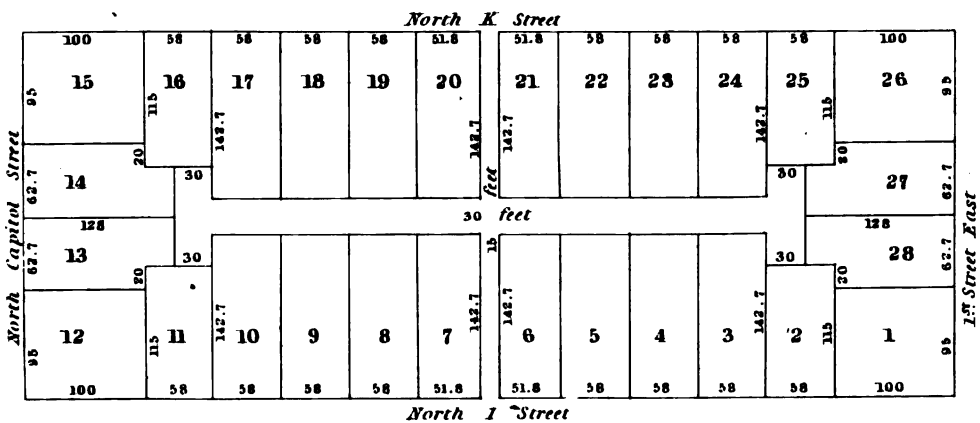 North K Street
100 58 58 58 58 51.8 51.8 58 58 58 58 100
15 16 17 18 19 20 21 22 23 24 25 26
95 115 142.7 142.7 142.7 142.7 115 95
20 30 feet 20
14 30 30 27
62.7 62.7
128 30 feet 128
13 15 28
62.7 30 30 62.7
20 20
North Capitol Street
1st Street East
12 11 10 9 8 7 6 5 4 3 2 1
95 115 142.7 142.7 142.7 142.7 115 95
100 58 58 58 58 51.8 51.8 58 58 58 58 100
North I Street